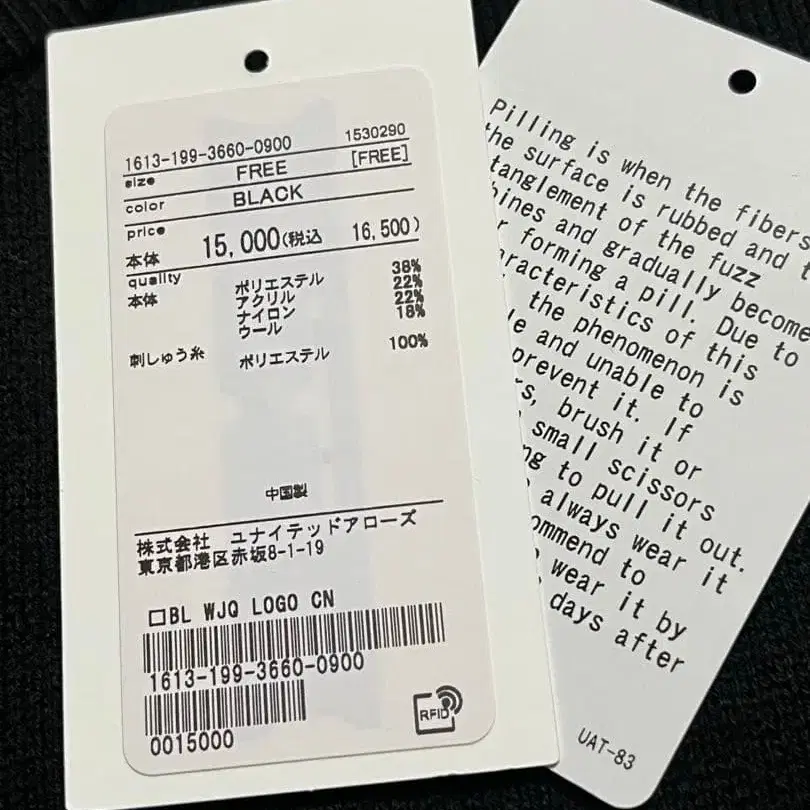 1613-199-3660-0900 1530290
size FREE [FREE]
color BLACK
price
本体 15,000(税込 16,500)
quality
本体 ポリエステル 38%
アクリル 22%
ナイロン 22%
ウール 18%
刺しゅう糸 ポリエステル 100%
中国製
株式会社 ユナイテッドアローズ
東京都港区赤坂8-1-19
□BL WJQ LOGO CN
1613-199-3660-0900
0015000
RFID
Pilling is when the fibers
the surface is rubbed and
tanglement of the fuzz
bines and gradually become
forming a pill. Due to
aracteristics of this
the phenomenon is
le and unable to
prevent it. If
rs, brush it or
small scissors
ng to pull it out.
always wear it
ommend to
wear it by
days after
UAT-83